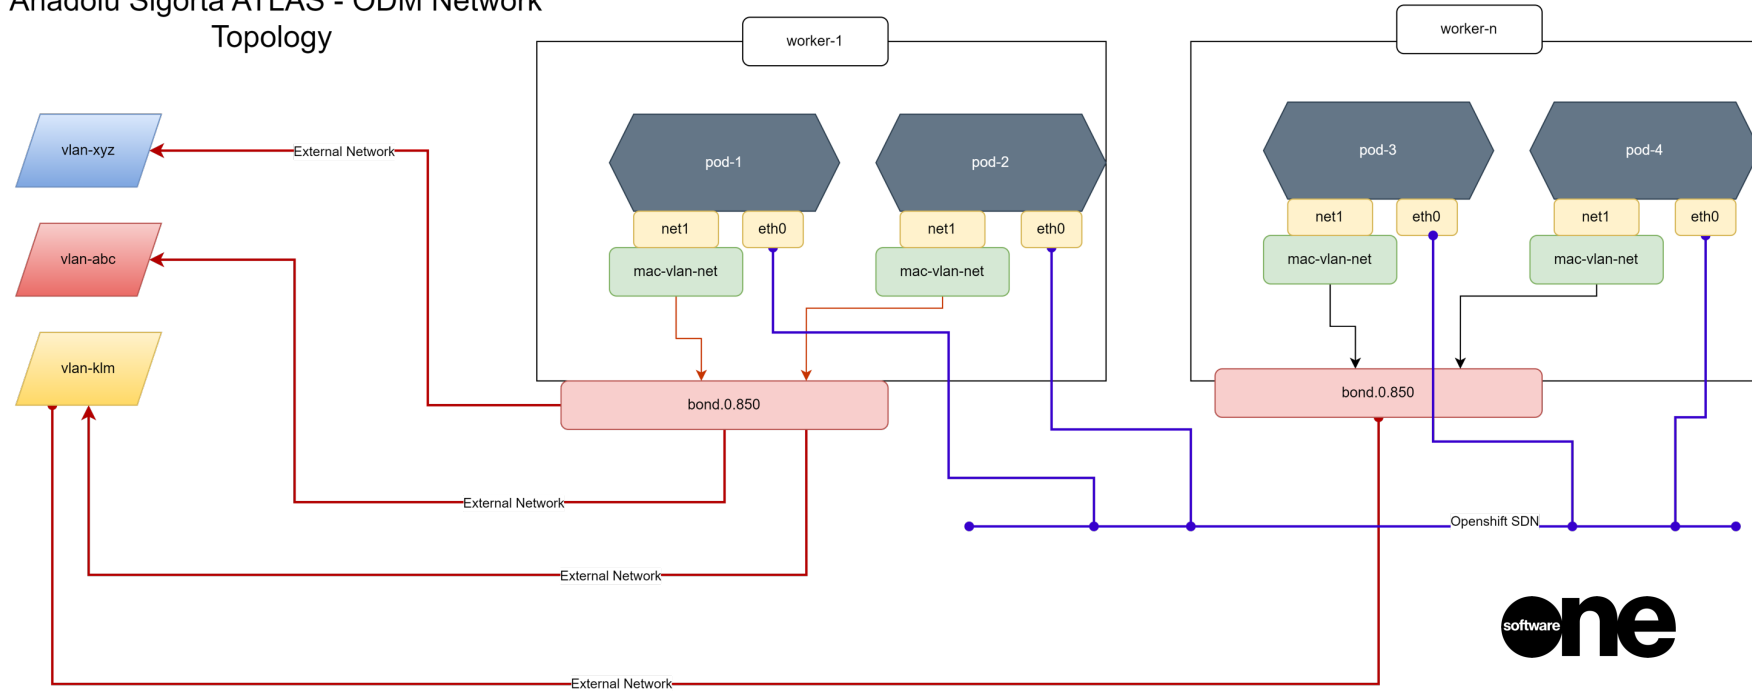 Anadolu Sigorta ATLAS - ODM Network
Topology
worker-1
worker-n
vlan-xyz
External Network
pod-1
pod-2
pod-3
pod-4
net1
eth0
net1
eth0
net1
eth0
net1
eth0
vlan-abc
mac-vlan-net
mac-vlan-net
mac-vlan-net
mac-vlan-net
vlan-klm
bond.0.850
bond.0.850
External Network
Openshift SDN
External Network
software
one
External Network